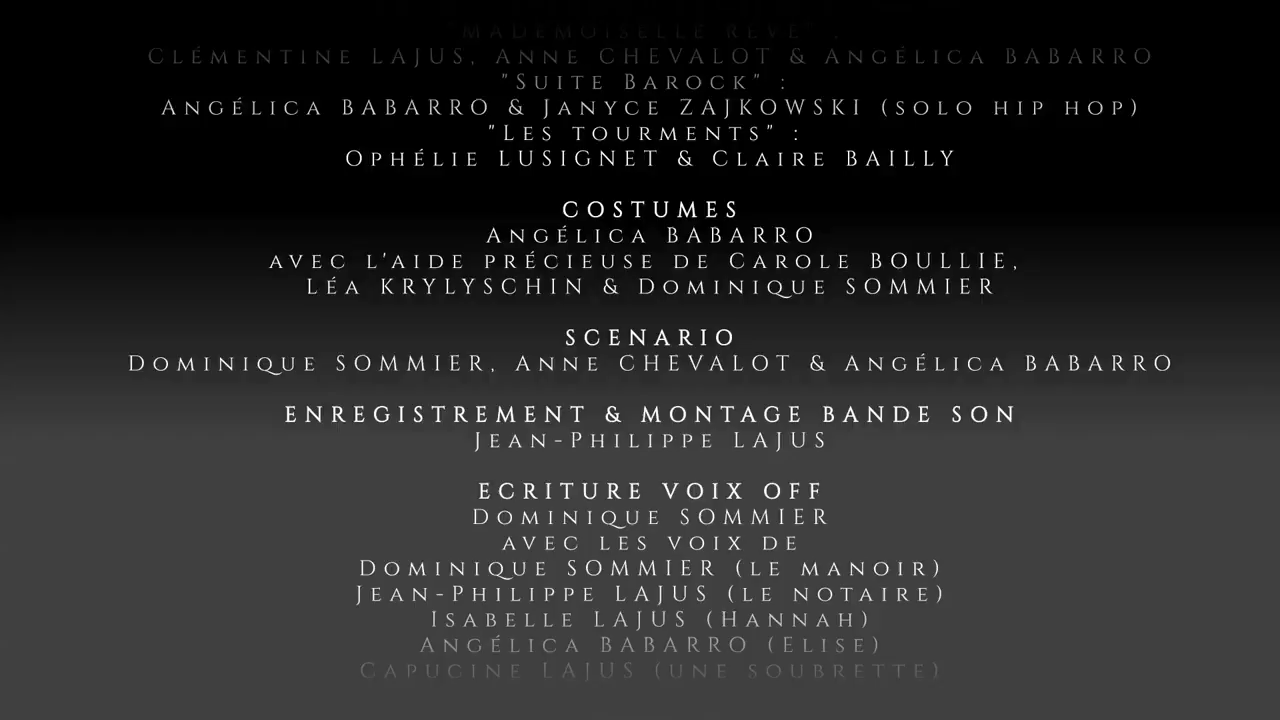 "Mademoiselle Rêve" :
Clémentine LAJUS, Anne CHEVALOT & Angélica BABARRO
"Suite Barock" :
Angélica BABARRO & Janyce ZAJKOWSKI (solo hip hop)
"Les tourments" :
Ophélie LUSIGNET & Claire BAILLY
COSTUMES
Angélica BABARRO
avec l'aide précieuse de Carole BOULLIE,
Léa KRYLYSCHIN & Dominique SOMMIER
SCENARIO
Dominique SOMMIER, Anne CHEVALOT & Angélica BABARRO
ENREGISTREMENT & MONTAGE BANDE SON
Jean-Philippe LAJUS
ECRITURE VOIX OFF
Dominique SOMMIER
avec les voix de
Dominique SOMMIER (le manoir)
Jean-Philippe LAJUS (le notaire)
Isabelle LAJUS (Hannah)
Angélica BABARRO (Elise)
Capucine LAJUS (une soubrette)